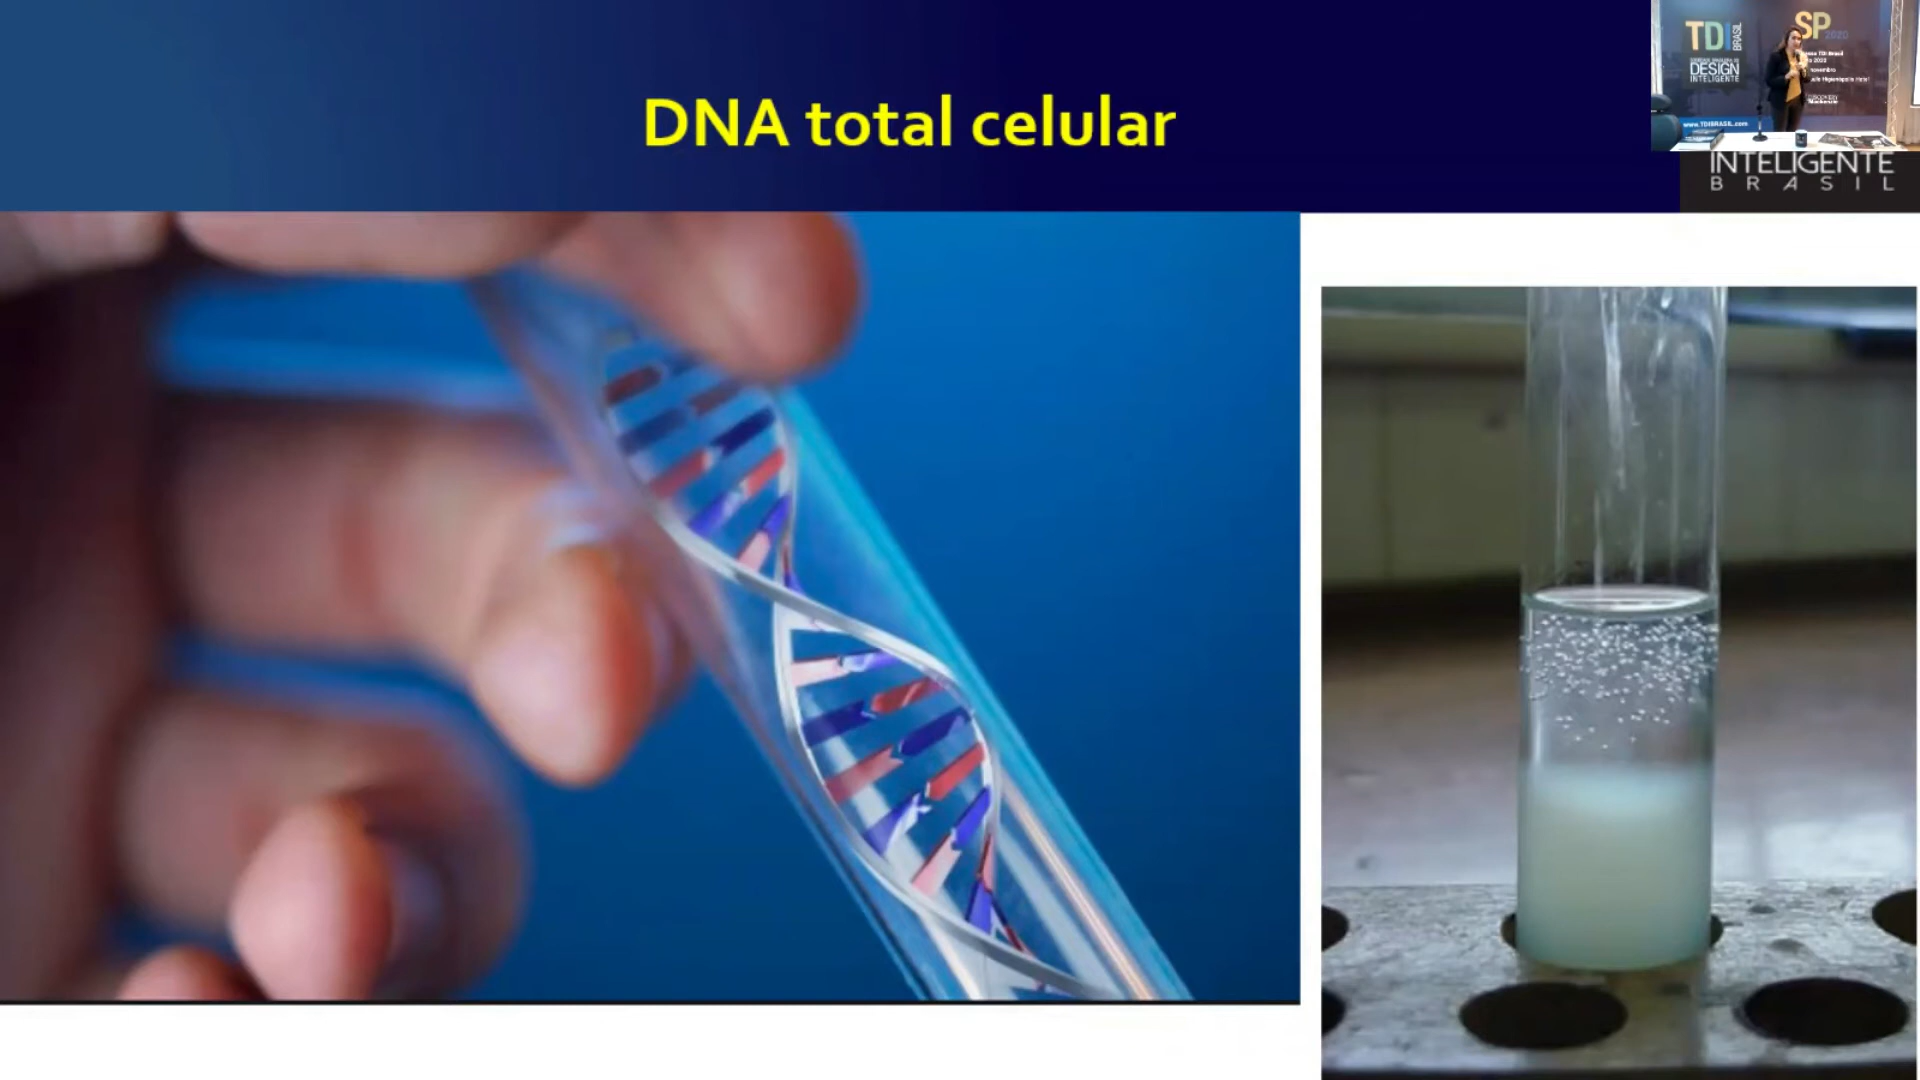 DNA total celular
TDI
BRASIL
DESIGN
INTELIGENTE
SP
2020
www.TDIBRASIL.com
INTELIGENTE
BRASIL